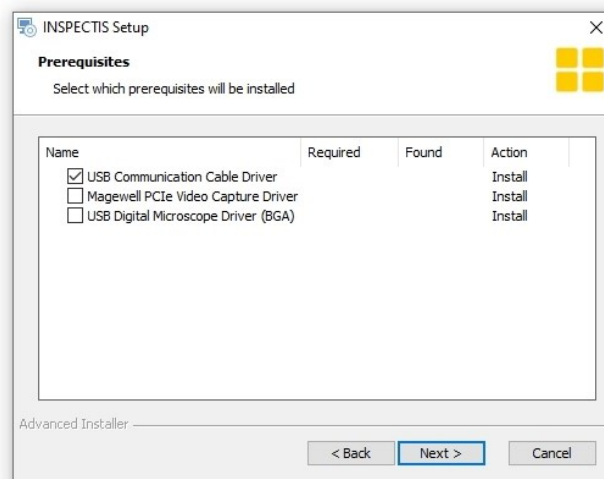 INSPECTIS Setup
Prerequisites
Select which prerequisites will be installed
Name Required Found Action
USB Communication Cable Driver Install
Magewell PCIe Video Capture Driver Install
USB Digital Microscope Driver (BGA) Install
Advanced Installer
< Back Next > Cancel